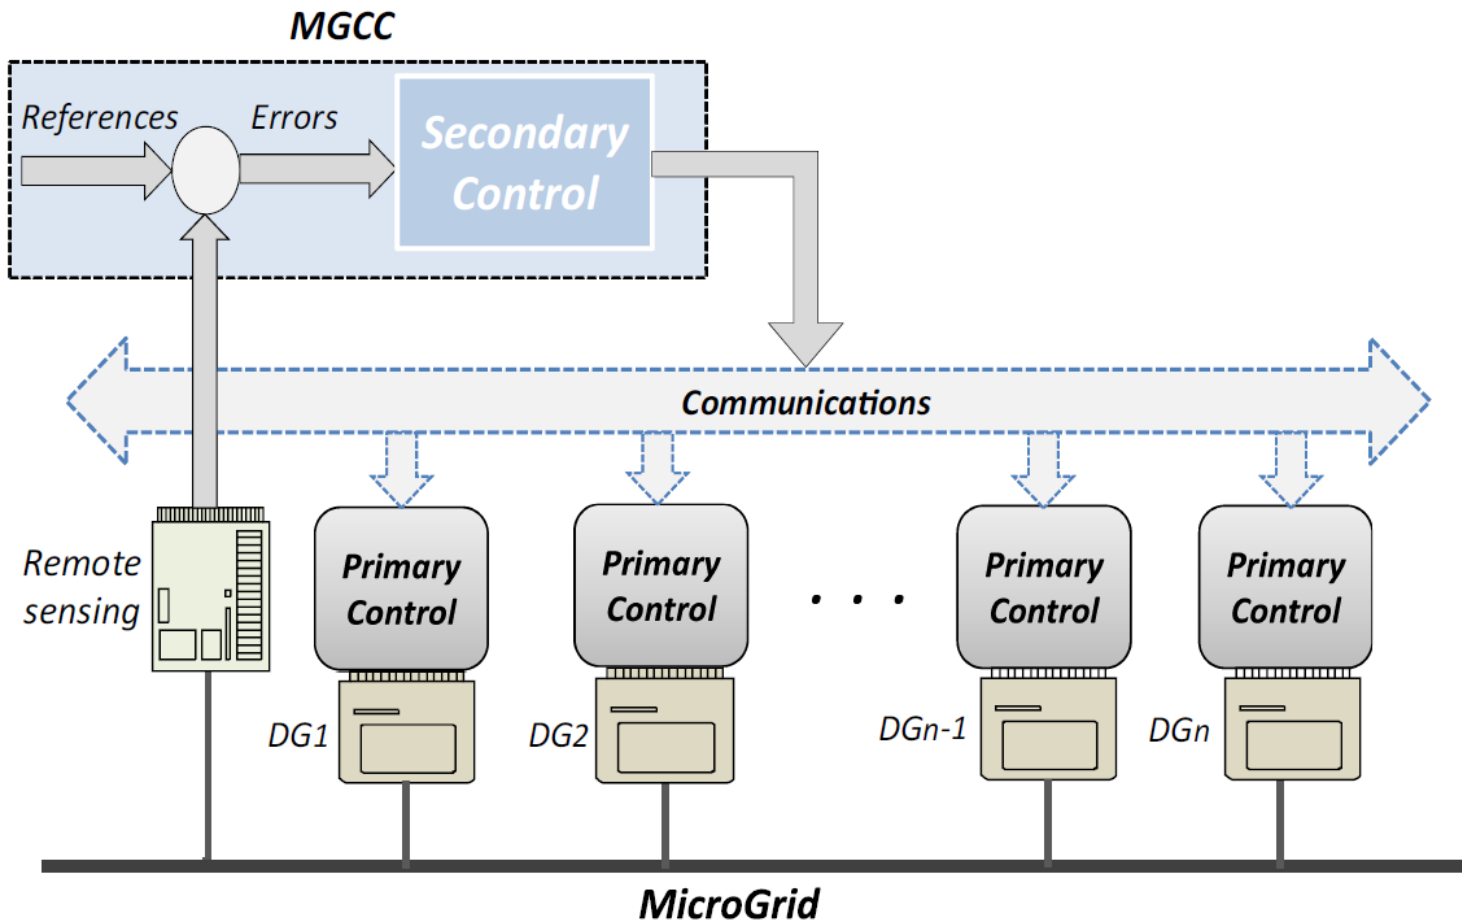 MGCC
References
Errors
Secondary
Control
Communications
Remote
sensing
Primary
Control
Primary
Control
. . .
Primary
Control
Primary
Control
DG1
DG2
DGn-1
DGn
MicroGrid